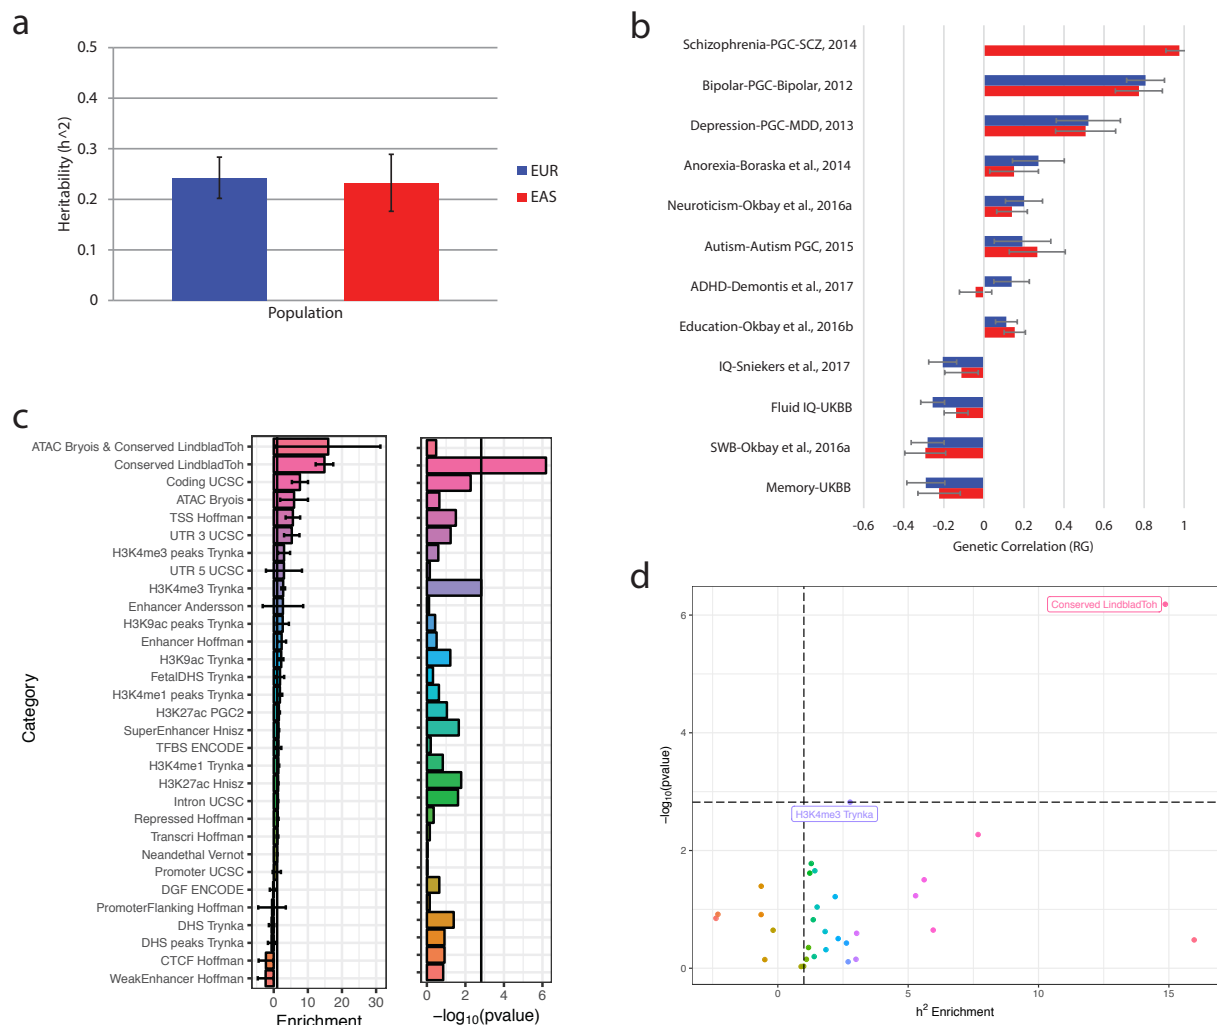 a
0.5
0.4
0.3
0.2
0.1
0
Heritability (h^2)
Population
EUR
EAS
b
Schizophrenia-PGC-SCZ, 2014
Bipolar-PGC-Bipolar, 2012
Depression-PGC-MDD, 2013
Anorexia-Boraska et al., 2014
Neuroticism-Okbay et al., 2016a
Autism-Autism PGC, 2015
ADHD-Demontis et al., 2017
Education-Okbay et al., 2016b
IQ-Sniekers et al., 2017
Fluid IQ-UKBB
SWB-Okbay et al., 2016a
Memory-UKBB
-0.6 -0.4 -0.2 0 0.2 0.4 0.6 0.8 1
Genetic Correlation (RG)
c
Category
ATAC Bryois & Conserved LindbladToh
Conserved LindbladToh
Coding UCSC
ATAC Bryois
TSS Hoffman
UTR 3 UCSC
H3K4me3 peaks Trynka
UTR 5 UCSC
H3K4me3 Trynka
Enhancer Andersson
H3K9ac peaks Trynka
Enhancer Hoffman
H3K9ac Trynka
FetalDHS Trynka
H3K4me1 peaks Trynka
H3K27ac PGC2
SuperEnhancer Hnisz
TFBS ENCODE
H3K4me1 Trynka
H3K27ac Hnisz
Intron UCSC
Repressed Hoffman
Transcri Hoffman
Neandethal Vernot
Promoter UCSC
DGF ENCODE
PromoterFlanking Hoffman
DHS Trynka
DHS peaks Trynka
CTCF Hoffman
WeakEnhancer Hoffman
0 10 20 30
Enrichment
0 2 4 6
−log10(pvalue)
d
6
4
2
0
−log10(pvalue)
Conserved LindbladToh
H3K4me3 Trynka
0 5 10 15
h² Enrichment